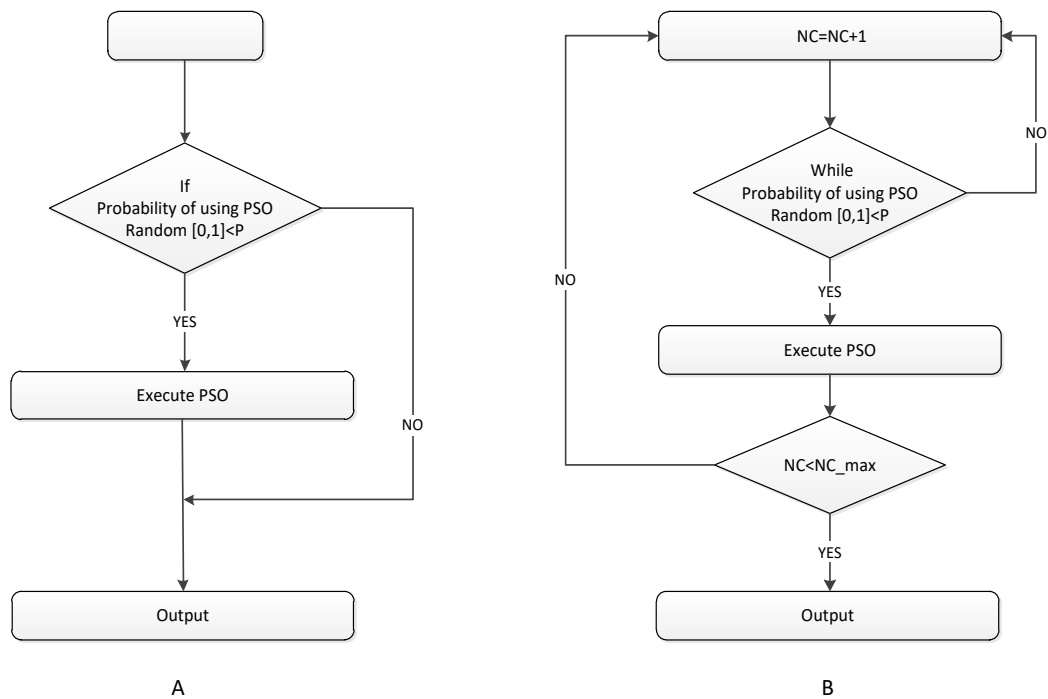 If
Probability of using PSO
Random [0,1]<P
YES
Execute PSO
NO
Output
A
NC=NC+1
NO
While
Probability of using PSO
Random [0,1]<P
NO
YES
Execute PSO
NC<NC_max
YES
Output
B